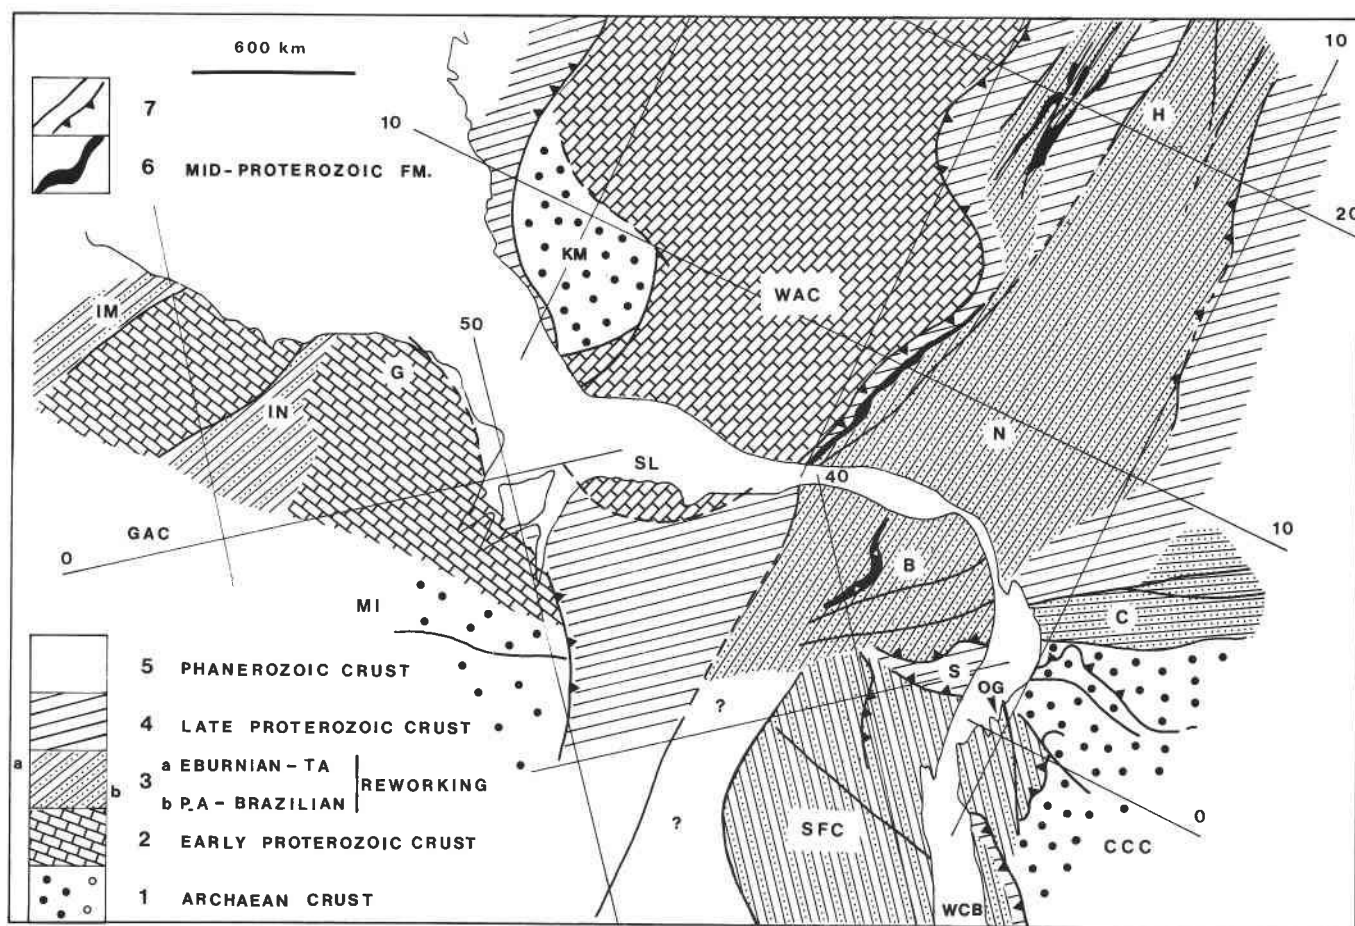 600 km
10
7
H
10
6 MID-PROTEROZOIC FM.
20
KM
WAC
IM
50
G
IN
N
SL
40
GAC
10
0
B
MI
C
5 PHANEROZOIC CRUST
S
OG
?
4 LATE PROTEROZOIC CRUST
a
a EBURNIAN-TA
3 REWORKING
b
b P_A-BRAZILIAN
?
0
SFC
2 EARLY PROTEROZOIC CRUST
CCC
1 ARCHAEAN CRUST
WCB